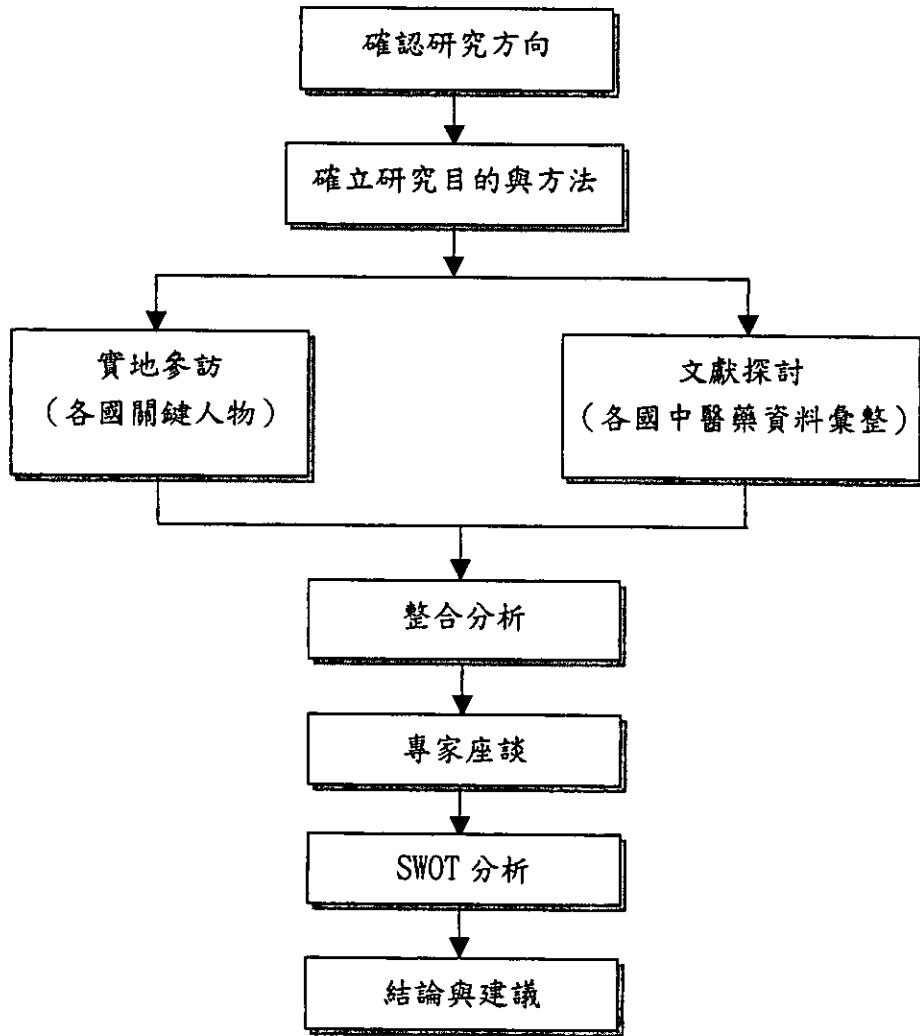 確認研究方向
確立研究目的與方法
實地參訪
（各國關鍵人物）
文獻探討
（各國中醫藥資料彙整）
整合分析
專家座談
SWOT 分析
結論與建議